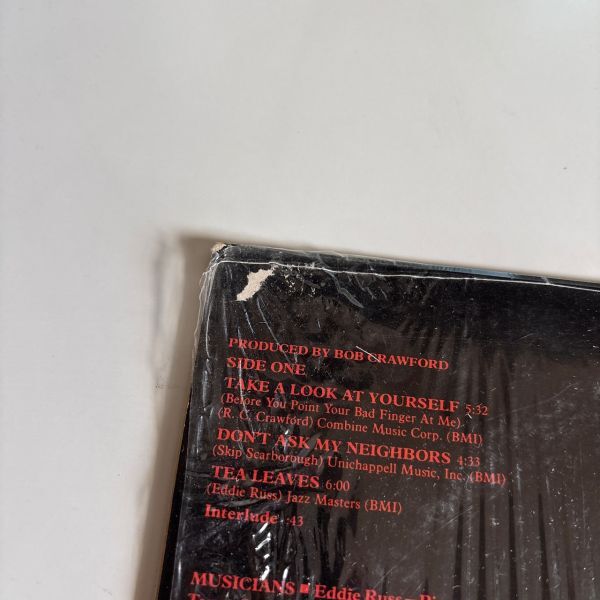 PRODUCED BY BOB CRAWFORD
SIDE ONE
TAKE A LOOK AT YOURSELF 5:32
(Before You Point Your Bad Finger At Me)
(R. C. Crawford) Combine Music Corp. (BMI)
DON'T ASK MY NEIGHBORS 4:33
(Skip Scarborough) Unichappell Music, Inc. (BMI)
TEA LEAVES 6:00
(Eddie Russ) Jazz Masters (BMI)
Interlude :43
MUSICIANS ■ Eddie Russ